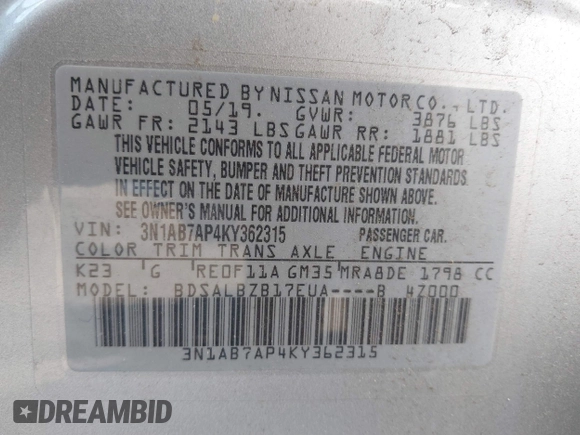 MANUFACTURED BY NISSAN MOTOR CO., LTD.
DATE: 05/19. GVWR: 3876 LBS
GAWR FR: 2143 LBS GAWR RR: 1881 LBS
THIS VEHICLE CONFORMS TO ALL APPLICABLE FEDERAL MOTOR
VEHICLE SAFETY, BUMPER AND THEFT PREVENTION STANDARDS
IN EFFECT ON THE DATE OF MANUFACTURE SHOWN ABOVE.
SEE OWNER'S MANUAL FOR ADDITIONAL INFORMATION
VIN: 3N1AB7AP4KY362315 PASSENGER CAR.
COLOR TRIM TRANS AXLE ENGINE
K23 G RE0F11A GM35 MRA8DE 1798 CC
MODEL: BDSALBZB17EUA----B 4Z000
3N1AB7AP4KY362315
DREAMBID